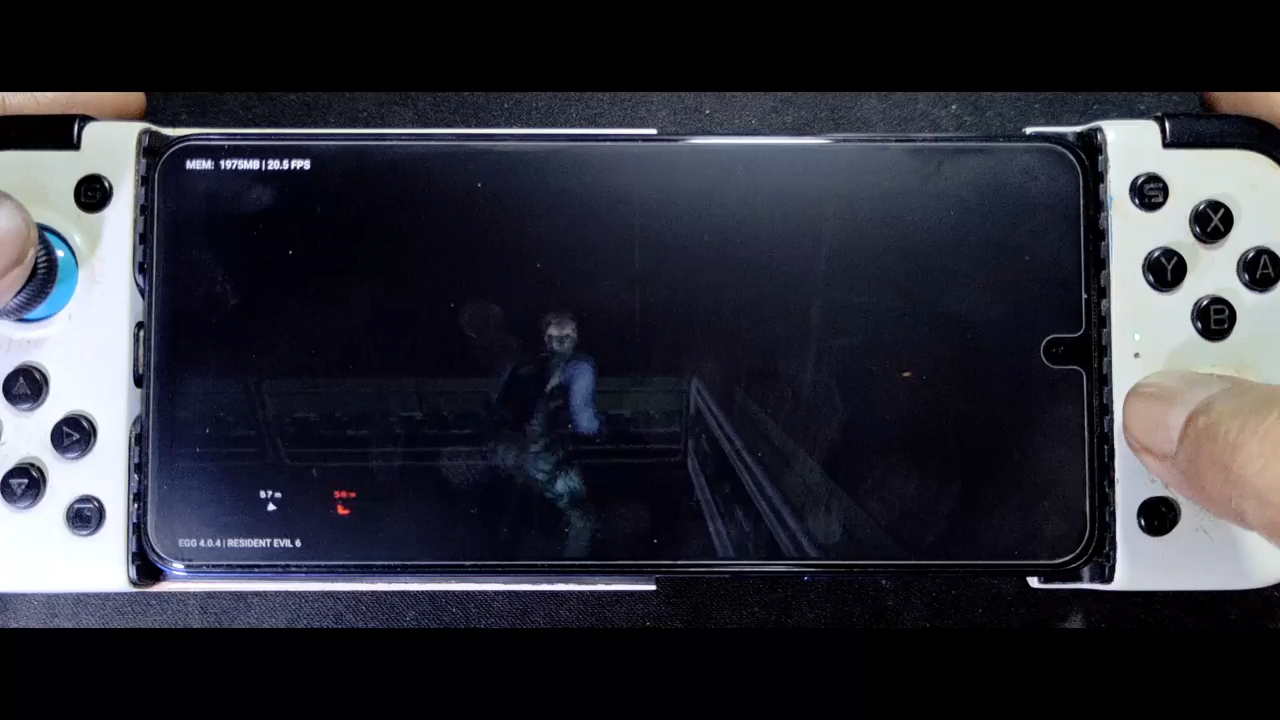 MEM: 1975MB | 20.5 FPS
X
Y
A
B
57m
EGG 4.0.4 | RESIDENT EVIL 6